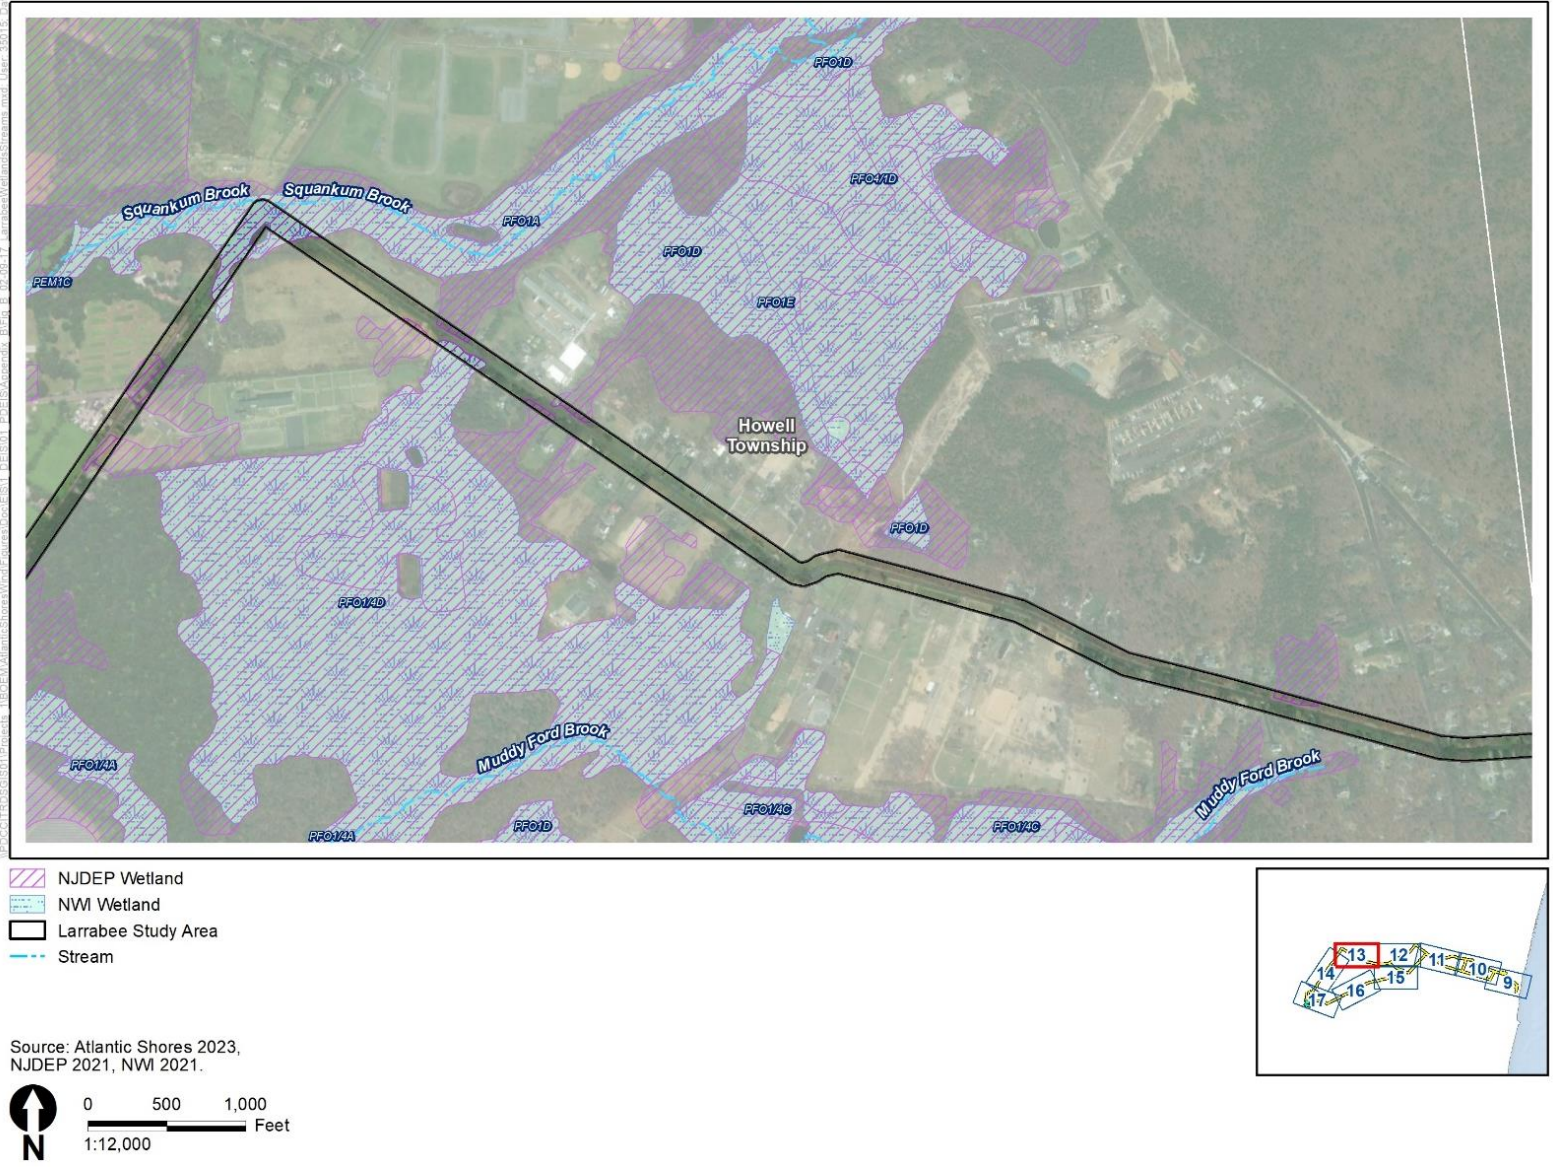 PFO1D
PFO4/1D
Squankum Brook
Squankum Brook
PFO1A
PFO1D
PEM1C
PFO1E
Howell
Township
PFO1D
PFO1/4D
Muddy Ford Brook
PFO1/4A
Muddy Ford Brook
PFO1/4C
PFO1D
PFO1/4C
PFO1/4A
NJDEP Wetland
NWI Wetland
Larrabee Study Area
Stream
13
12
11
10
9
14
15
16
17
Source: Atlantic Shores 2023,
NJDEP 2021, NWI 2021.
0 500 1,000
Feet
1:12,000
N